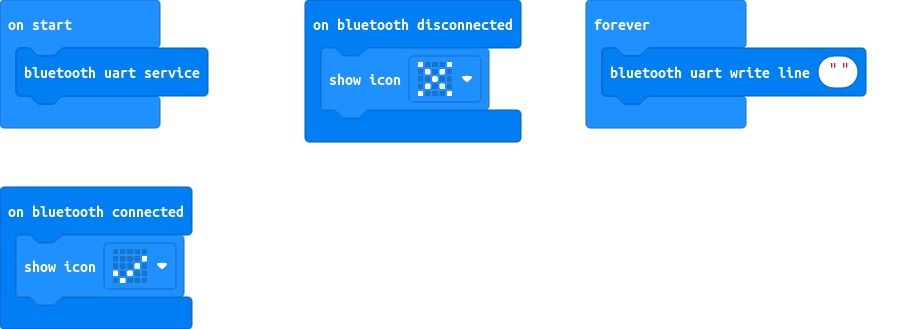 on start
bluetooth uart service
on bluetooth disconnected
show icon
forever
bluetooth uart write line " "
on bluetooth connected
show icon